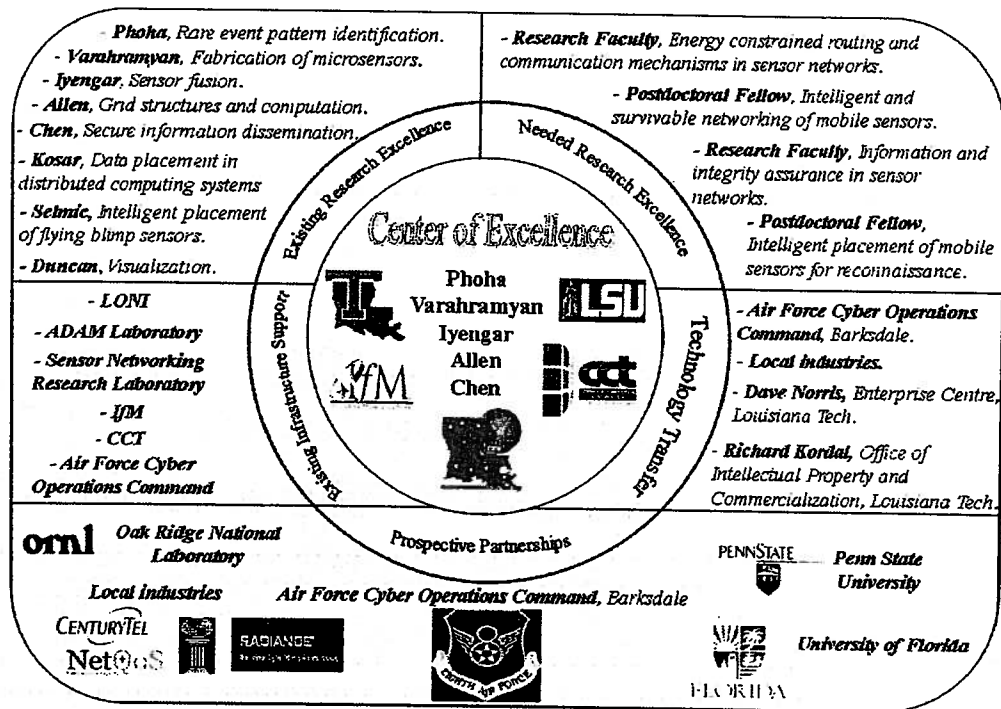 - Phoha, Rare event pattern identification.
- Varahramyan, Fabrication of microsensors.
- Iyengar, Sensor fusion.
- Allen, Grid structures and computation.
- Chen, Secure information dissemination.
- Kosar, Data placement in
distributed computing systems
- Selmic, Intelligent placement
of flying blimp sensors.
- Duncan, Visualization.
- Research Faculty, Energy constrained routing and
communication mechanisms in sensor networks.
- Postdoctoral Fellow, Intelligent and
survivable networking of mobile sensors.
- Research Faculty, Information and
integrity assurance in sensor
networks.
- Postdoctoral Fellow,
Intelligent placement of mobile
sensors for reconnaissance.
Existing Research Excellence
Needed Research Excellence
Existing Infrastructure Support
Technology Transfer
Prospective Partnerships
Center of Excellence
Phoha
Varahramyan
Iyengar
Allen
Chen
LSU
IfM
cct
- LONI
- ADAM Laboratory
- Sensor Networking
Research Laboratory
- IfM
- CCT
- Air Force Cyber
Operations Command
- Air Force Cyber Operations
Command, Barksdale.
- Local industries.
- Dave Norris, Enterprise Centre,
Louisiana Tech.
- Richard Kordal, Office of
Intellectual Property and
Commercialization, Louisiana Tech.
ornl
Oak Ridge National
Laboratory
PENNSTATE
Penn State
University
Local industries
Air Force Cyber Operations Command, Barksdale
CENTURYTEL
NetQoS
RADIANCE
EIGHTH AIR FORCE
FLORIDA
University of Florida